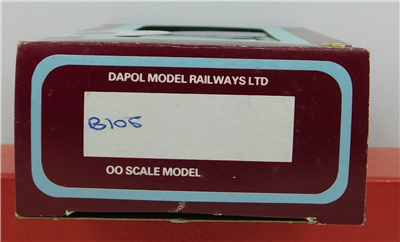 DAPOL MODEL RAILWAYS LTD
B105
OO SCALE MODEL